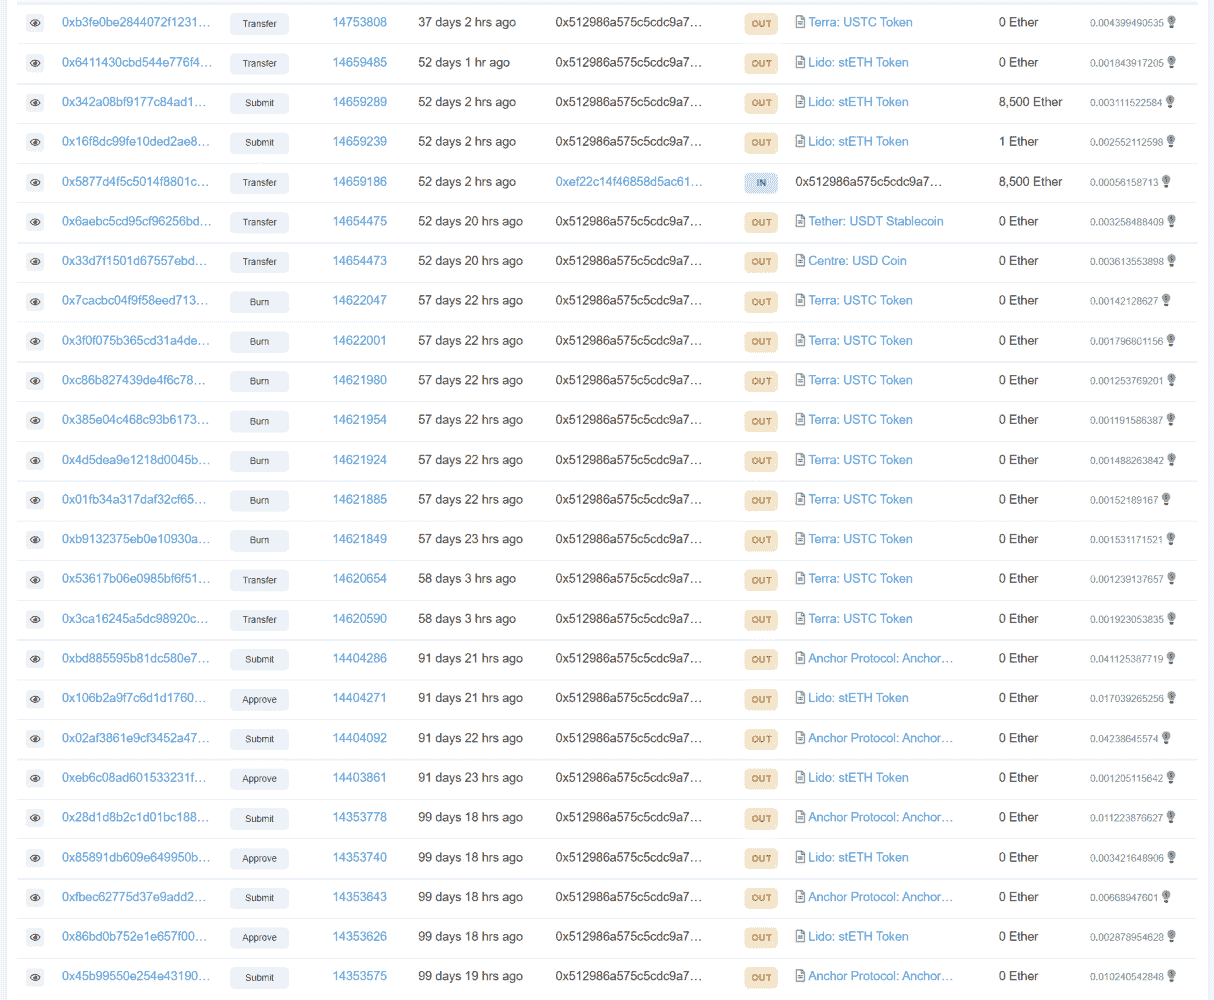 0xb3fe0be2844072f1231... Transfer 14753808 37 days 2 hrs ago 0x512986a575c5cdc9a7... OUT Terra: USTC Token 0 Ether 0.004399490535
0x6411430cbd544e776f4... Transfer 14659485 52 days 1 hr ago 0x512986a575c5cdc9a7... OUT Lido: stETH Token 0 Ether 0.001843917205
0x342a08bf9177c84ad1... Submit 14659289 52 days 2 hrs ago 0x512986a575c5cdc9a7... OUT Lido: stETH Token 8,500 Ether 0.003111522584
0x16f8dc99fe10ded2ae8... Submit 14659239 52 days 2 hrs ago 0x512986a575c5cdc9a7... OUT Lido: stETH Token 1 Ether 0.002552112598
0x5877d4f5c5014f8801c... Transfer 14659186 52 days 2 hrs ago 0xef22c14f46858d5ac61... IN 0x512986a575c5cdc9a7... 8,500 Ether 0.00056158713
0x6aebc5cd95cf96256bd... Transfer 14654475 52 days 20 hrs ago 0x512986a575c5cdc9a7... OUT Tether: USDT Stablecoin 0 Ether 0.003258488409
0x33d7f1501d67557ebd... Transfer 14654473 52 days 20 hrs ago 0x512986a575c5cdc9a7... OUT Centre: USD Coin 0 Ether 0.003613553898
0x7cacbc04f9f58eed713... Burn 14622047 57 days 22 hrs ago 0x512986a575c5cdc9a7... OUT Terra: USTC Token 0 Ether 0.00142128627
0x3f0f075b365cd31a4de... Burn 14622001 57 days 22 hrs ago 0x512986a575c5cdc9a7... OUT Terra: USTC Token 0 Ether 0.001796801156
0xc86b827439de4f6c78... Burn 14621980 57 days 22 hrs ago 0x512986a575c5cdc9a7... OUT Terra: USTC Token 0 Ether 0.001253769201
0x385e04c468c93b6173... Burn 14621954 57 days 22 hrs ago 0x512986a575c5cdc9a7... OUT Terra: USTC Token 0 Ether 0.001191586387
0x4d5dea9e1218d0045b... Burn 14621924 57 days 22 hrs ago 0x512986a575c5cdc9a7... OUT Terra: USTC Token 0 Ether 0.001488263842
0x01fb34a317daf32cf65... Burn 14621885 57 days 22 hrs ago 0x512986a575c5cdc9a7... OUT Terra: USTC Token 0 Ether 0.00152189167
0xb9132375eb0e10930a... Burn 14621849 57 days 23 hrs ago 0x512986a575c5cdc9a7... OUT Terra: USTC Token 0 Ether 0.001531171521
0x53617b06e0985bf6f51... Transfer 14620654 58 days 3 hrs ago 0x512986a575c5cdc9a7... OUT Terra: USTC Token 0 Ether 0.001239137657
0x3ca16245a5dc98920c... Transfer 14620590 58 days 3 hrs ago 0x512986a575c5cdc9a7... OUT Terra: USTC Token 0 Ether 0.001923053835
0xbd885595b81dc580e7... Submit 14404286 91 days 21 hrs ago 0x512986a575c5cdc9a7... OUT Anchor Protocol: Anchor... 0 Ether 0.041125387719
0x106b2a9f7c6d1d1760... Approve 14404271 91 days 21 hrs ago 0x512986a575c5cdc9a7... OUT Lido: stETH Token 0 Ether 0.017039265256
0x02af3861e9cf3452a47... Submit 14404092 91 days 22 hrs ago 0x512986a575c5cdc9a7... OUT Anchor Protocol: Anchor... 0 Ether 0.04238645574
0xeb6c08ad601533231f... Approve 14403861 91 days 23 hrs ago 0x512986a575c5cdc9a7... OUT Lido: stETH Token 0 Ether 0.001205115642
0x28d1d8b2c1d01bc188... Submit 14353778 99 days 18 hrs ago 0x512986a575c5cdc9a7... OUT Anchor Protocol: Anchor... 0 Ether 0.011223876627
0x85891db609e649950b... Approve 14353740 99 days 18 hrs ago 0x512986a575c5cdc9a7... OUT Lido: stETH Token 0 Ether 0.003421648906
0xfbec62775d37e9add2... Submit 14353643 99 days 18 hrs ago 0x512986a575c5cdc9a7... OUT Anchor Protocol: Anchor... 0 Ether 0.00668947601
0x86bd0b752e1e657f00... Approve 14353626 99 days 18 hrs ago 0x512986a575c5cdc9a7... OUT Lido: stETH Token 0 Ether 0.002878954628
0x45b99550e254e43190... Submit 14353575 99 days 19 hrs ago 0x512986a575c5cdc9a7... OUT Anchor Protocol: Anchor... 0 Ether 0.010240542848